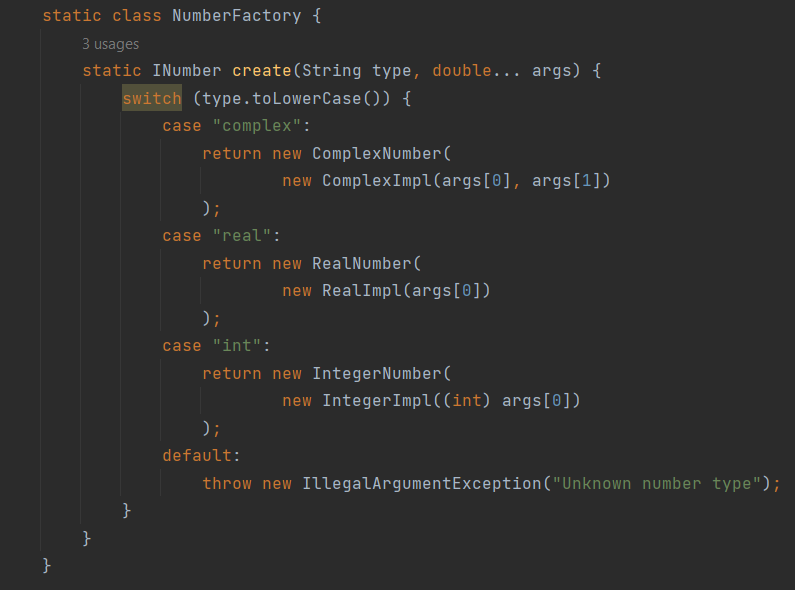 static class NumberFactory {
3 usages
static INumber create(String type, double... args) {
switch (type.toLowerCase()) {
case "complex":
return new ComplexNumber(
new ComplexImpl(args[0], args[1])
);
case "real":
return new RealNumber(
new RealImpl(args[0])
);
case "int":
return new IntegerNumber(
new IntegerImpl((int) args[0])
);
default:
throw new IllegalArgumentException("Unknown number type");
}
}
}